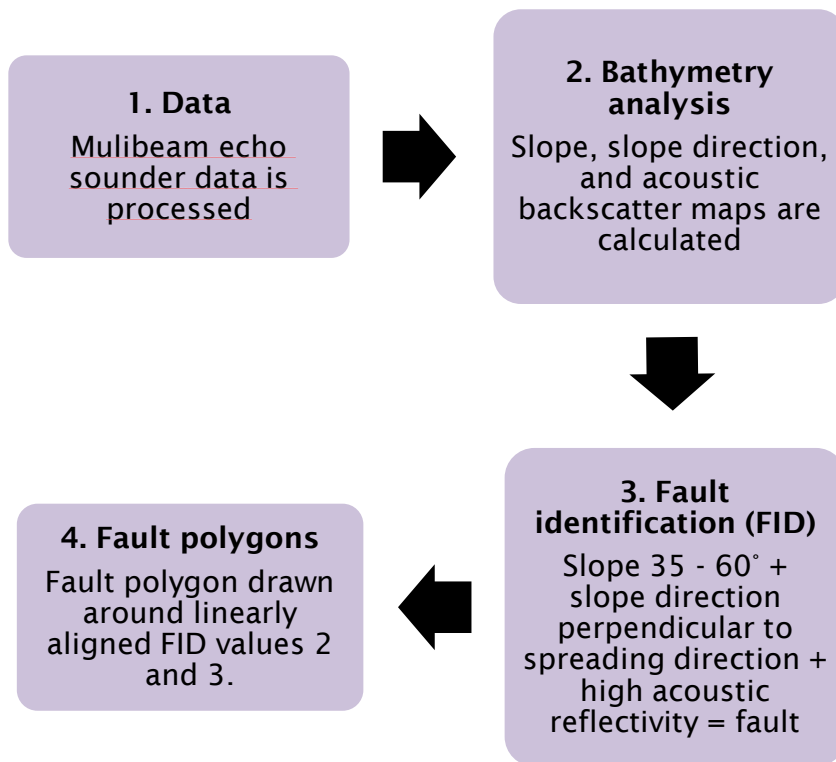 1. Data
Mulibeam echo
sounder data is
processed
2. Bathymetry
analysis
Slope, slope direction,
and acoustic
backscatter maps are
calculated
3. Fault
identification (FID)
Slope 35 - 60° +
slope direction
perpendicular to
spreading direction +
high acoustic
reflectivity = fault
4. Fault polygons
Fault polygon drawn
around linearly
aligned FID values 2
and 3.